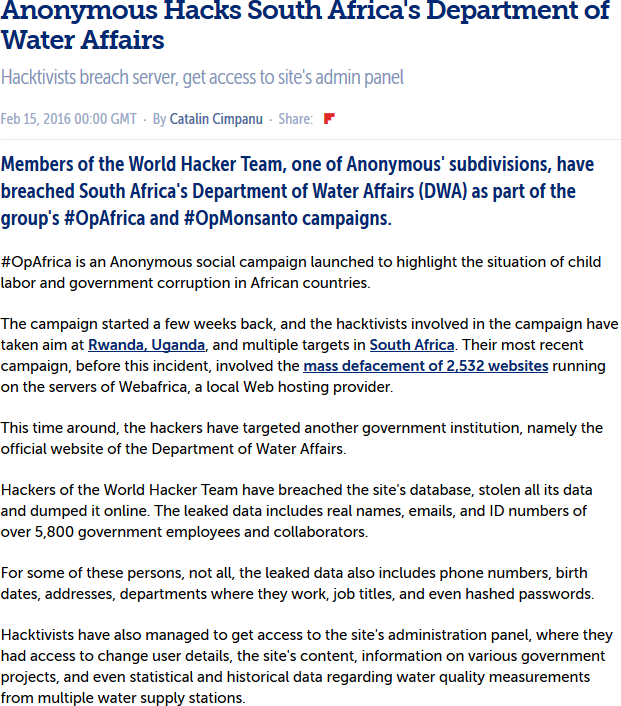 Anonymous Hacks South Africa's Department of
Water Affairs
Hacktivists breach server, get access to site's admin panel
Feb 15, 2016 00:00 GMT · By Catalin Cimpanu · Share:
Members of the World Hacker Team, one of Anonymous' subdivisions, have
breached South Africa's Department of Water Affairs (DWA) as part of the
group's #OpAfrica and #OpMonsanto campaigns.
#OpAfrica is an Anonymous social campaign launched to highlight the situation of child
labor and government corruption in African countries.
The campaign started a few weeks back, and the hacktivists involved in the campaign have
taken aim at Rwanda, Uganda, and multiple targets in South Africa. Their most recent
campaign, before this incident, involved the mass defacement of 2,532 websites running
on the servers of Webafrica, a local Web hosting provider.
This time around, the hackers have targeted another government institution, namely the
official website of the Department of Water Affairs.
Hackers of the World Hacker Team have breached the site's database, stolen all its data
and dumped it online. The leaked data includes real names, emails, and ID numbers of
over 5,800 government employees and collaborators.
For some of these persons, not all, the leaked data also includes phone numbers, birth
dates, addresses, departments where they work, job titles, and even hashed passwords.
Hacktivists have also managed to get access to the site's administration panel, where they
had access to change user details, the site's content, information on various government
projects, and even statistical and historical data regarding water quality measurements
from multiple water supply stations.